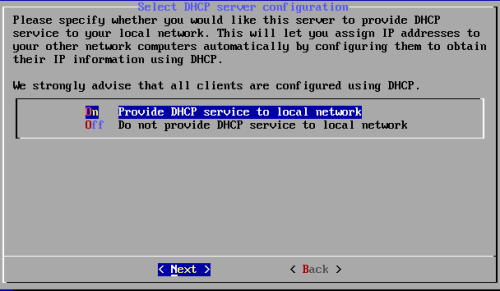 Select DHCP server configuration
Please specify whether you would like this server to provide DHCP
service to your local network. This will let you assign IP addresses to
your other network computers automatically by configuring them to obtain
their IP information using DHCP.
We strongly advise that all clients are configured using DHCP.
On Provide DHCP service to local network
Off Do not provide DHCP service to local network
< Next > < Back >